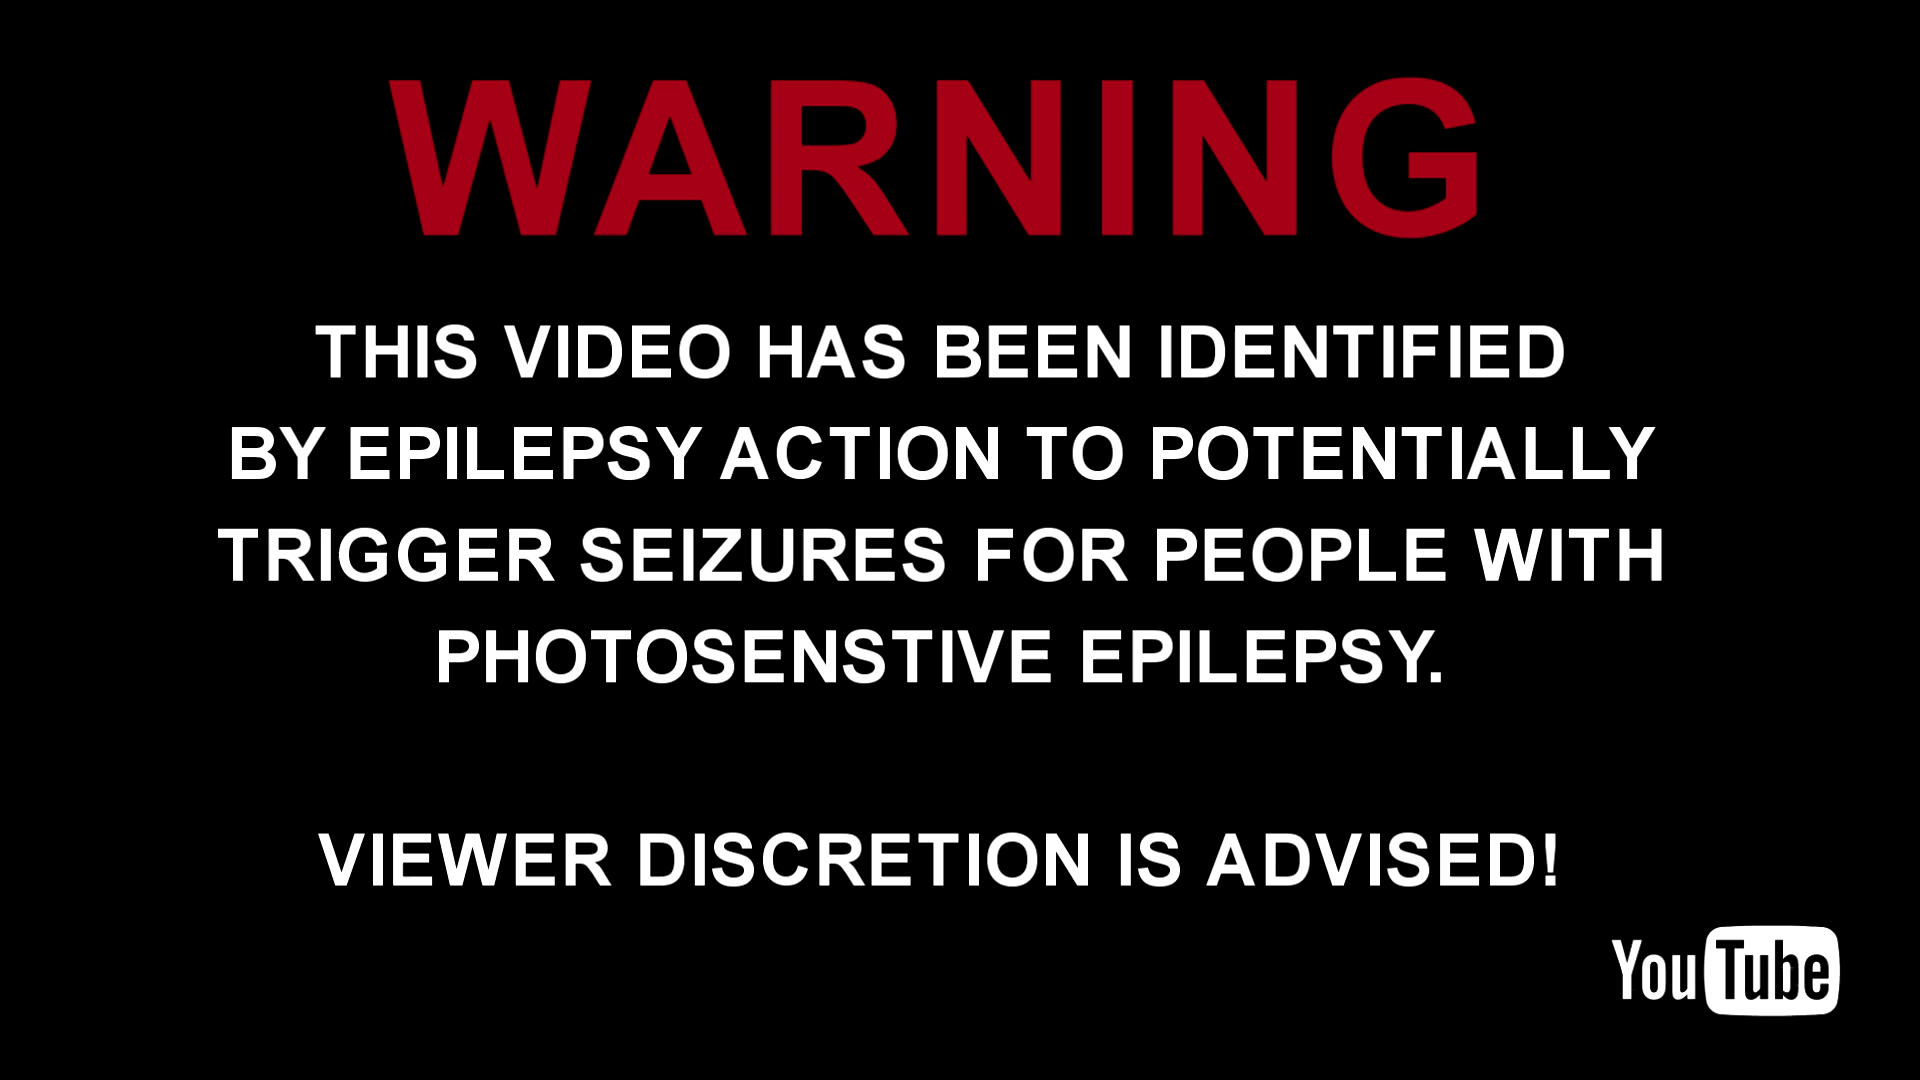 WARNING
THIS VIDEO HAS BEEN IDENTIFIED
BY EPILEPSY ACTION TO POTENTIALLY
TRIGGER SEIZURES FOR PEOPLE WITH
PHOTOSENSTIVE EPILEPSY.
VIEWER DISCRETION IS ADVISED!
YouTube